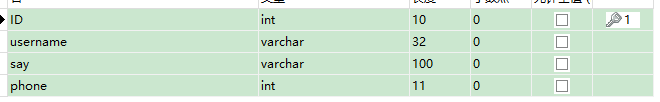 ID int 10 0 1
username varchar 32 0
say varchar 100 0
phone int 11 0